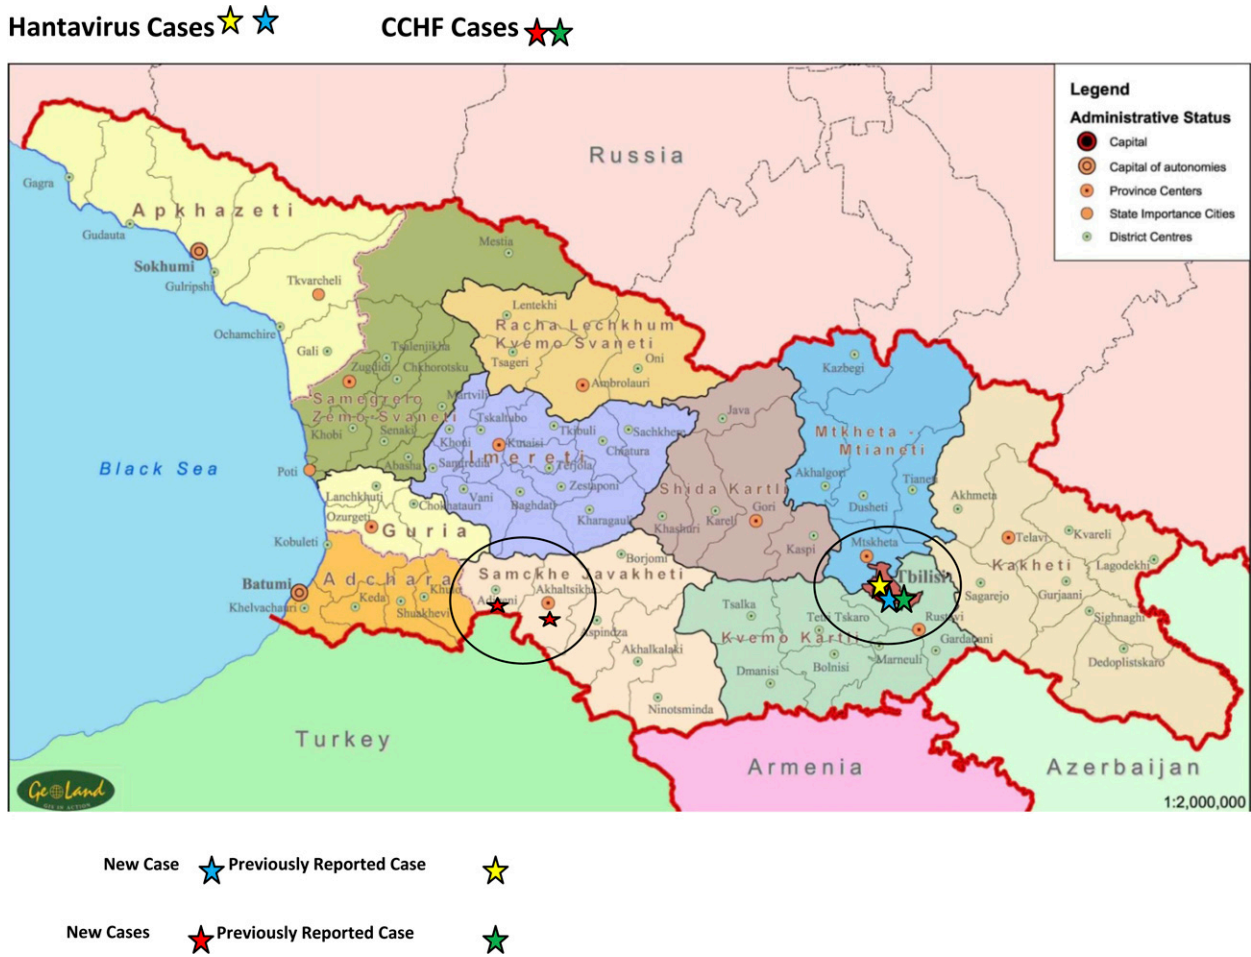 Hantavirus Cases
CCHF Cases
Legend
Administrative Status
Capital
Capital of autonomies
Province Centers
State Importance Cities
District Centres
Russia
Gagra
Apkhazeti
Gudauta
Sokhumi
Gulripshi
Mestia
Tkvarcheli
Ochamchire
Gali
Lentekhi
Racha Lechkhum
Kvemo Svaneti
Tsageri
Oni
Ambrolauri
Kazbegi
Tsalenjikha
Zugdidi
Chkhorotsku
Samegrelo
Zemo Svaneti
Martvili
Khobi
Senaki
Abasha
Poti
Black Sea
Tskaltubo
Khoni
Kutaisi
Tkibuli
Sachkhere
Chiatura
Imereti
Samtredia
Terjola
Zestaponi
Vani
Baghdati
Kharagauli
Java
Shida Kartli
Gori
Kareli
Khashuri
Kaspi
Mtkheta -
Mtianeti
Akhalgori
Tianeti
Dusheti
Mtskheta
Akhmeta
Telavi
Kvareli
Kakheti
Lagodekhi
Sagarejo
Gurjaani
Sighnaghi
Dedoplistskaro
Lanchkhuti
Chokhatauri
Ozurgeti
Guria
Kobuleti
Batumi
Adchara
Khelvachauri
Keda
Khulo
Shuakhevi
Borjomi
Samckhe Javakheti
Akhaltsikhe
Adigeni
Aspindza
Akhalkalaki
Ninotsminda
Tbilisi
Tsalka
Tetri Tskaro
Rustavi
Kvemo Kartli
Gardabani
Marneuli
Bolnisi
Dmanisi
Turkey
Armenia
Azerbaijan
GeoLand
GIS IN ACTION
1:2,000,000
New Case Previously Reported Case
New Cases Previously Reported Case